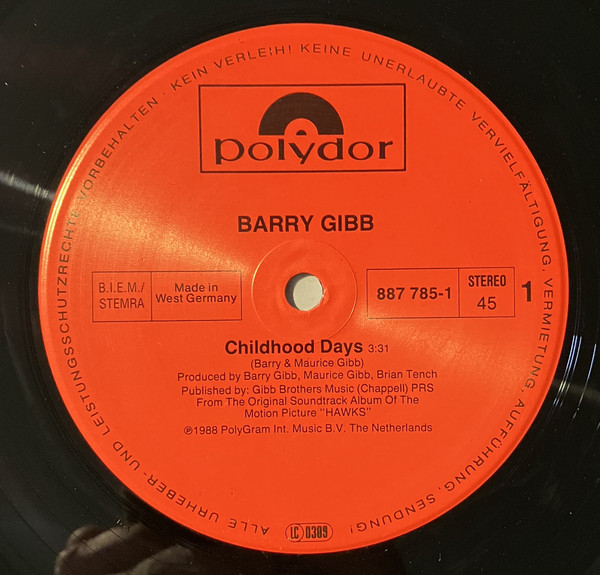 ALLE URHEBER- UND LEISTUNGSSCHUTZRECHTE VORBEHALTEN · KEIN VERLEIH! KEINE UNERLAUBTE VERVIELFÄLTIGUNG, VERMIETUNG, AUFFÜHRUNG, SENDUNG!
polydor
BARRY GIBB
B.I.E.M./
STEMRA
Made in
West Germany
887 785-1
STEREO
45
1
Childhood Days 3:31
(Barry & Maurice Gibb)
Produced by Barry Gibb, Maurice Gibb, Brian Tench
Published by: Gibb Brothers Music (Chappell) PRS
From The Original Soundtrack Album Of The
Motion Picture "HAWKS"
℗1988 PolyGram Int. Music B.V. The Netherlands
LC 0309